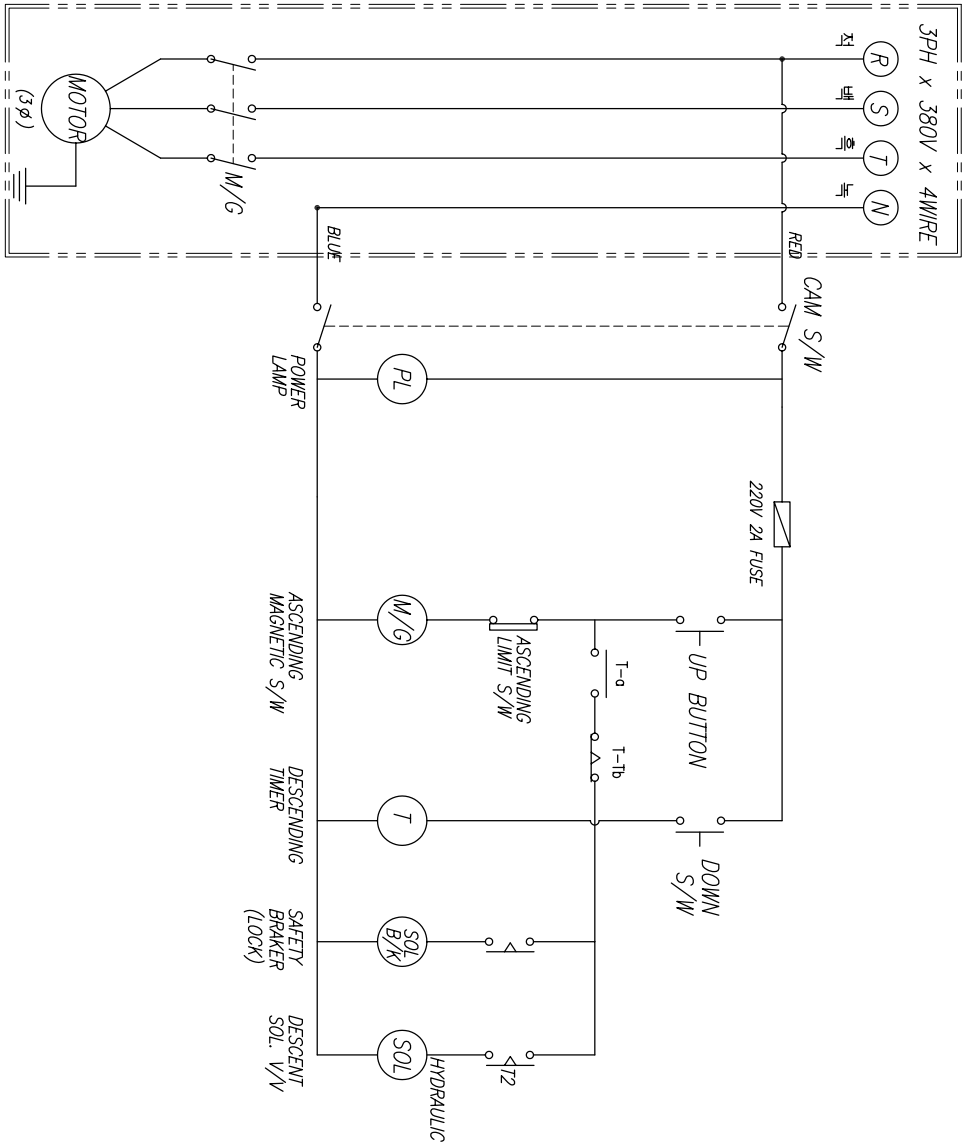 3PH x 380V x 4WIRE
R
S
T
N
적
백
흑
녹
RED
BLUE
M/G
MOTOR
(3ø)
CAM S/W
PL
POWER
LAMP
220V 2A FUSE
UP BUTTON
T-a
T-Tb
ASCENDING
LIMIT S/W
M/G
ASCENDING
MAGNETIC S/W
DOWN
S/W
T
DESCENDING
TIMER
SOL
B/K
SAFETY
BRAKER
(LOCK)
T2
HYDRAULIC
SOL
DESCENT
SOL. V/V